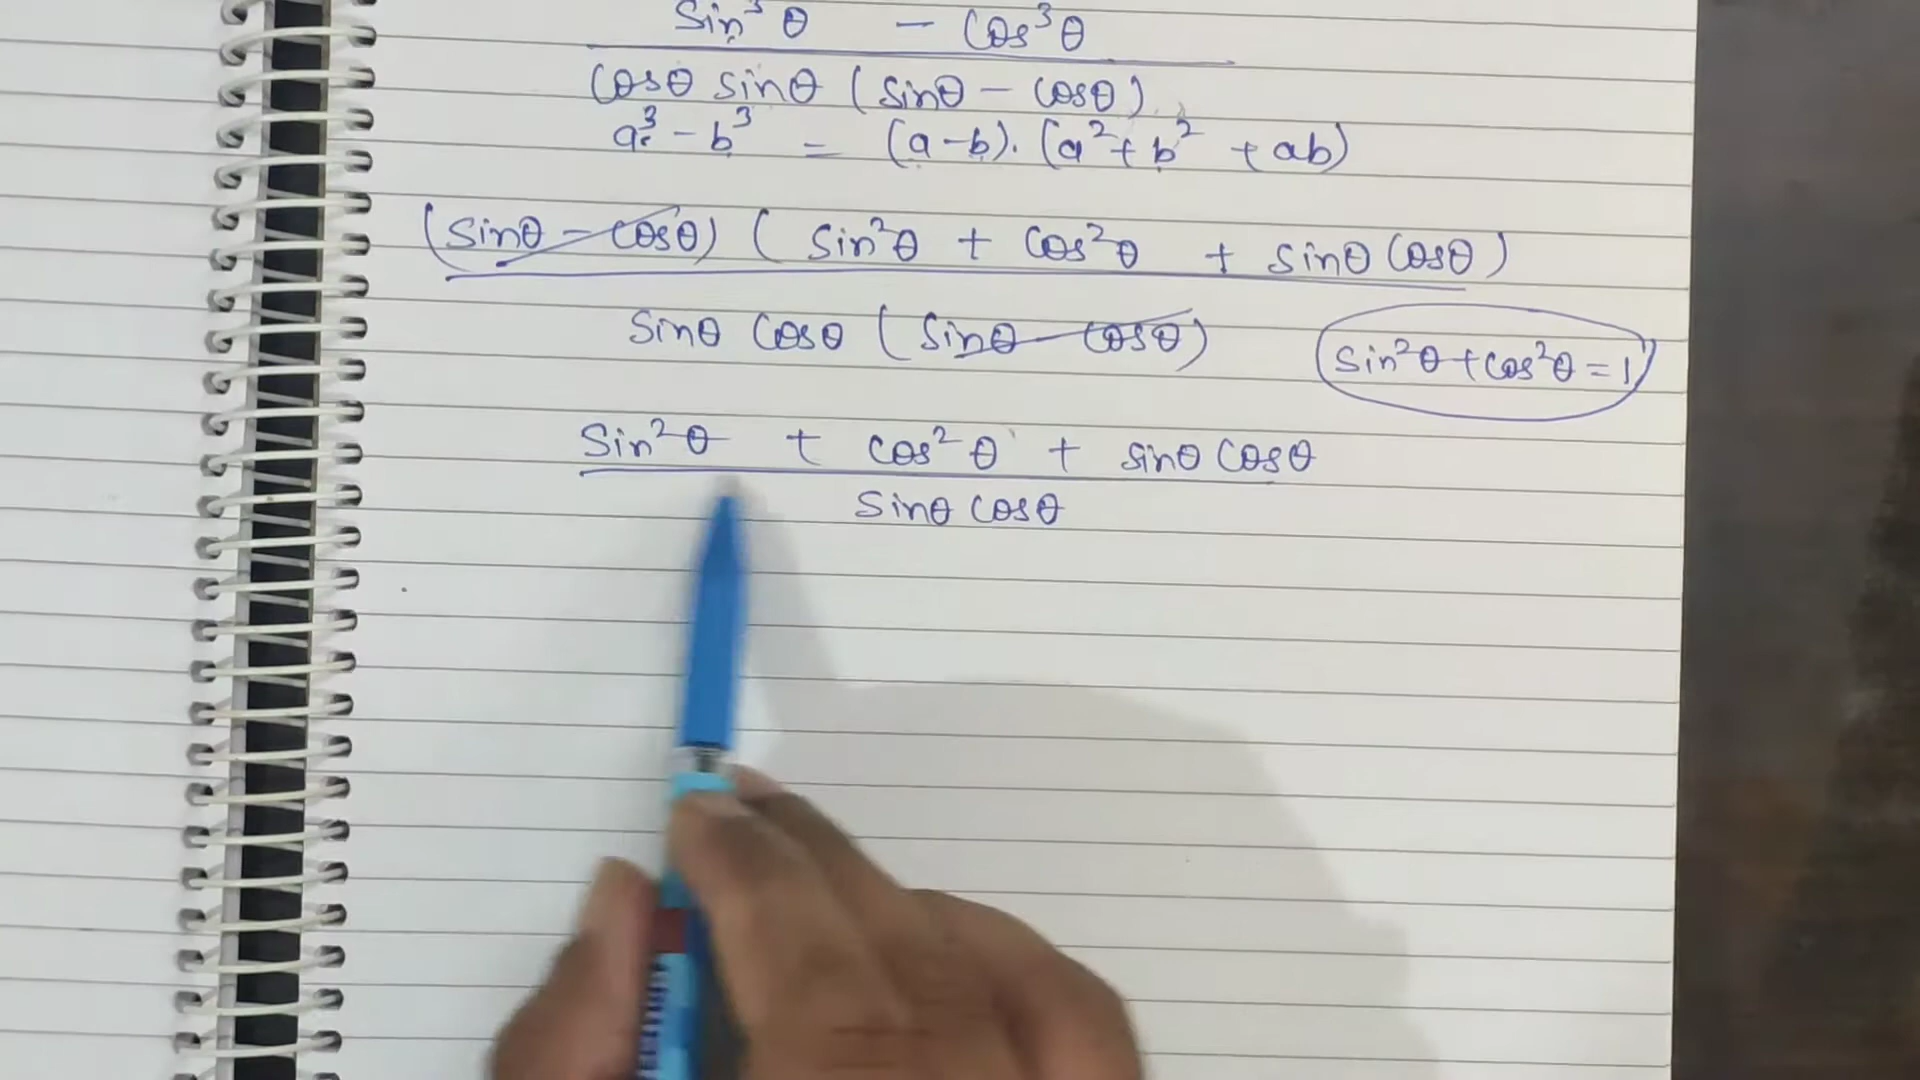 Sin³θ - Cos³θ
Cosθ sinθ (sinθ - cosθ)
a³ - b³ = (a-b). (a² + b² + ab)
(Sinθ - Cosθ) ( Sin²θ + Cos²θ + Sinθ Cosθ )
Sinθ Cosθ ( Sinθ - Cosθ)
Sin²θ + Cos²θ = 1
Sin²θ + Cos²θ + Sinθ Cosθ
Sinθ Cosθ